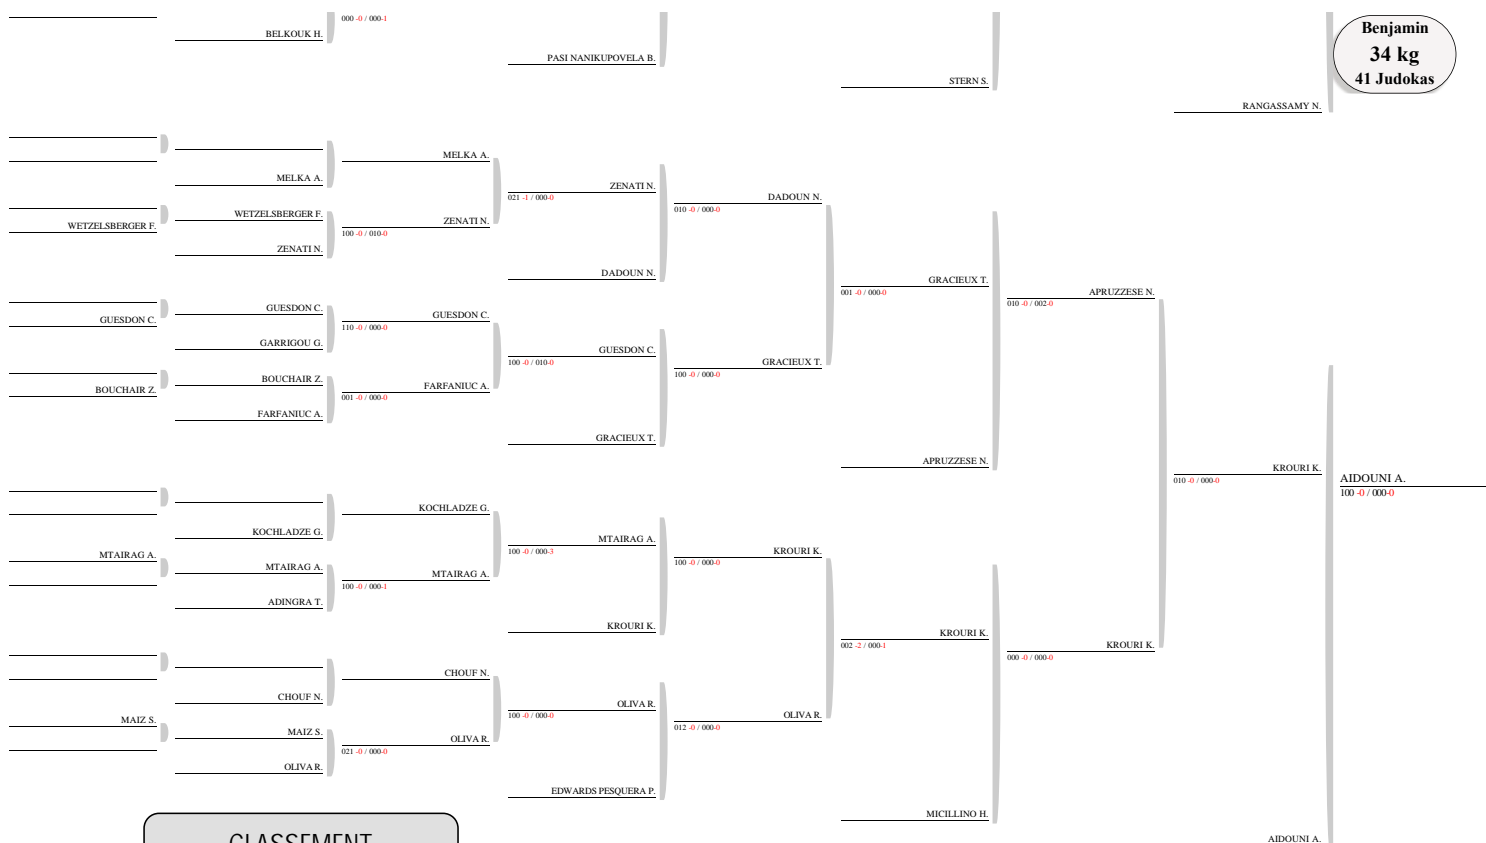 000 -0 / 000-1
BELKOUK H.
PASI NANIKUPOVELA B.
STERN S.
RANGASSAMY N.
Benjamin
34 kg
41 Judokas
MELKA A.
MELKA A.
ZENATI N.
021 -1 / 000-0
DADOUN N.
010 -0 / 000-0
WETZELSBERGER F.
WETZELSBERGER F.
ZENATI N.
100 -0 / 010-0
ZENATI N.
DADOUN N.
GRACIEUX T.
001 -0 / 000-0
APRUZZESE N.
010 -0 / 002-0
GUESDON C.
GUESDON C.
GUESDON C.
110 -0 / 000-0
GARRIGOU G.
GUESDON C.
100 -0 / 010-0
GRACIEUX T.
100 -0 / 000-0
BOUCHAIR Z.
BOUCHAIR Z.
FARFANIUC A.
001 -0 / 000-0
FARFANIUC A.
GRACIEUX T.
APRUZZESE N.
KROURI K.
010 -0 / 000-0
AIDOUNI A.
100 -0 / 000-0
KOCHLADZE G.
KOCHLADZE G.
MTAIRAG A.
100 -0 / 000-3
KROURI K.
100 -0 / 000-0
MTAIRAG A.
MTAIRAG A.
MTAIRAG A.
100 -0 / 000-1
ADINGRA T.
KROURI K.
KROURI K.
002 -2 / 000-1
KROURI K.
000 -0 / 000-0
CHOUF N.
CHOUF N.
OLIVA R.
100 -0 / 000-0
OLIVA R.
012 -0 / 000-0
MAIZ S.
MAIZ S.
OLIVA R.
021 -0 / 000-0
OLIVA R.
EDWARDS PESQUERA P.
MICILLINO H.
CLASSEMENT
AIDOUNI A.